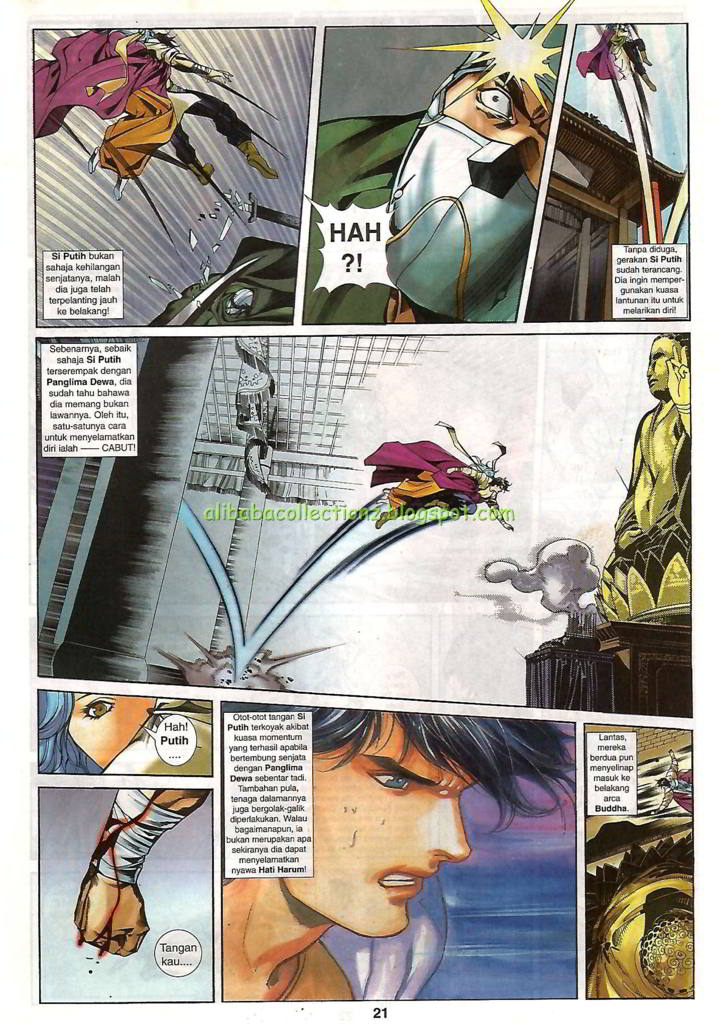 Si Putih bukan
sahaja kehilangan
senjatanya, malah
dia juga telah
terpelanting jauh
ke belakang!
HAH
?!
Tanpa diduga,
gerakan Si Putih
sudah terancang.
Dia ingin memper-
gunakan kuasa
lantunan itu untuk
melarikan diri!
Sebenarnya, sebaik
sahaja Si Putih
terserempak dengan
Panglima Dewa, dia
sudah tahu bahawa
dia memang bukan
lawannya. Oleh itu,
satu-satunya cara
untuk menyelamatkan
diri ialah —— CABUT!
alibabacollectionz.blogspot.com
Hah!
Putih
....
Tangan
kau....
Otot-otot tangan Si
Putih terkoyak akibat
kuasa momentum
yang terhasil apabila
bertembung senjata
dengan Panglima
Dewa sebentar tadi.
Tambahan pula,
tenaga dalamannya
juga bergolak-galik
diperlakukan. Walau
bagaimanapun, ia
bukan merupakan apa
sekiranya dia dapat
menyelamatkan
nyawa Hati Harum!
Lantas,
mereka
berdua pun
menyelinap
masuk ke
belakang
arca
Buddha.
21